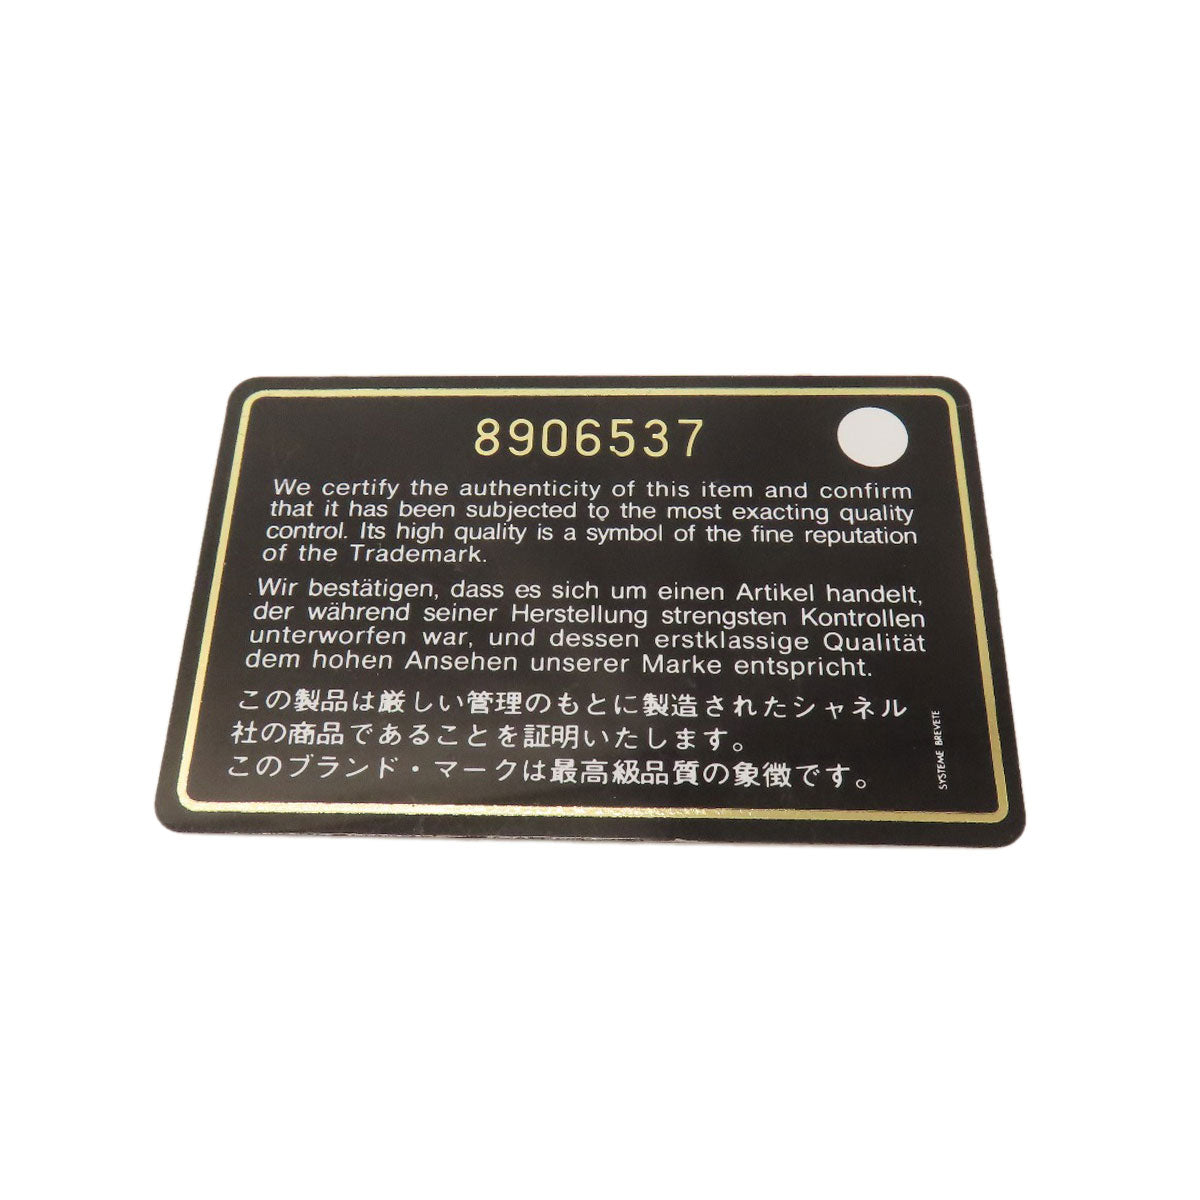 8906537
We certify the authenticity of this item and confirm
that it has been subjected to the most exacting quality
control. Its high quality is a symbol of the fine reputation
of the Trademark.
Wir bestätigen, dass es sich um einen Artikel handelt,
der während seiner Herstellung strengsten Kontrollen
unterworfen war, und dessen erstklassige Qualität
dem hohen Ansehen unserer Marke entspricht.
この製品は厳しい管理のもとに製造されたシャネル
社の商品であることを証明いたします。
このブランド・マークは最高級品質の象徴です。
SYSTEME BREVETE